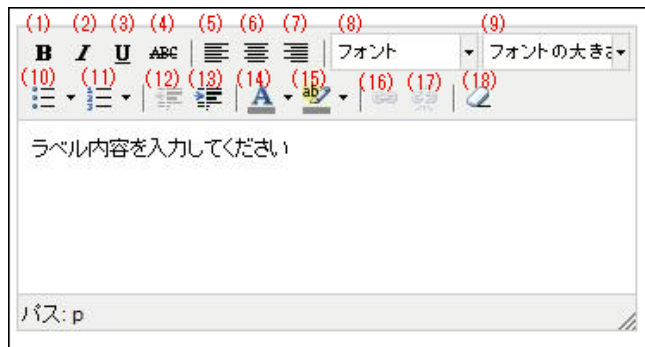 (1) (2) (3) (4) (5) (6) (7) (8) (9)
B I U ABC フォント フォントの大きさ
(10) (11) (12) (13) (14) (15) (16) (17) (18)
A ab
ラベル内容を入力してください
パス: p